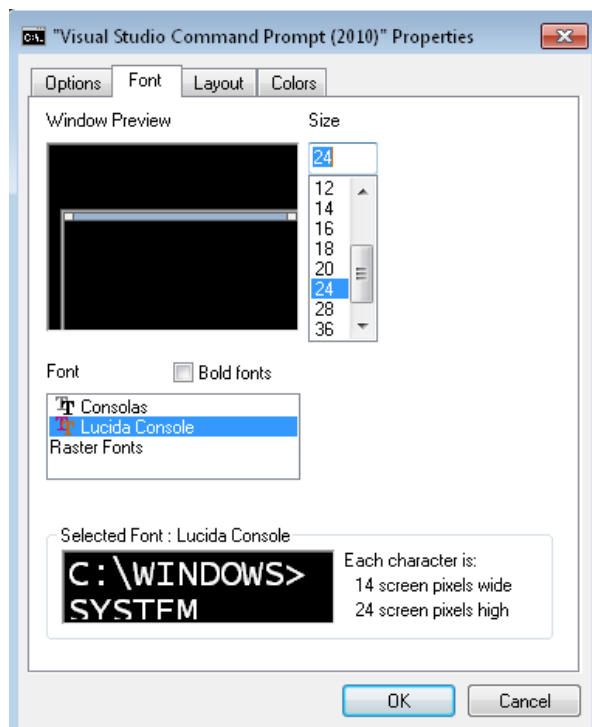 "Visual Studio Command Prompt (2010)" Properties
Options Font Layout Colors
Window Preview
Size
24
12
14
16
18
20
24
28
36
Font
Bold fonts
Consolas
Lucida Console
Raster Fonts
Selected Font : Lucida Console
C:\WINDOWS>
SYSTEM
Each character is:
14 screen pixels wide
24 screen pixels high
OK Cancel